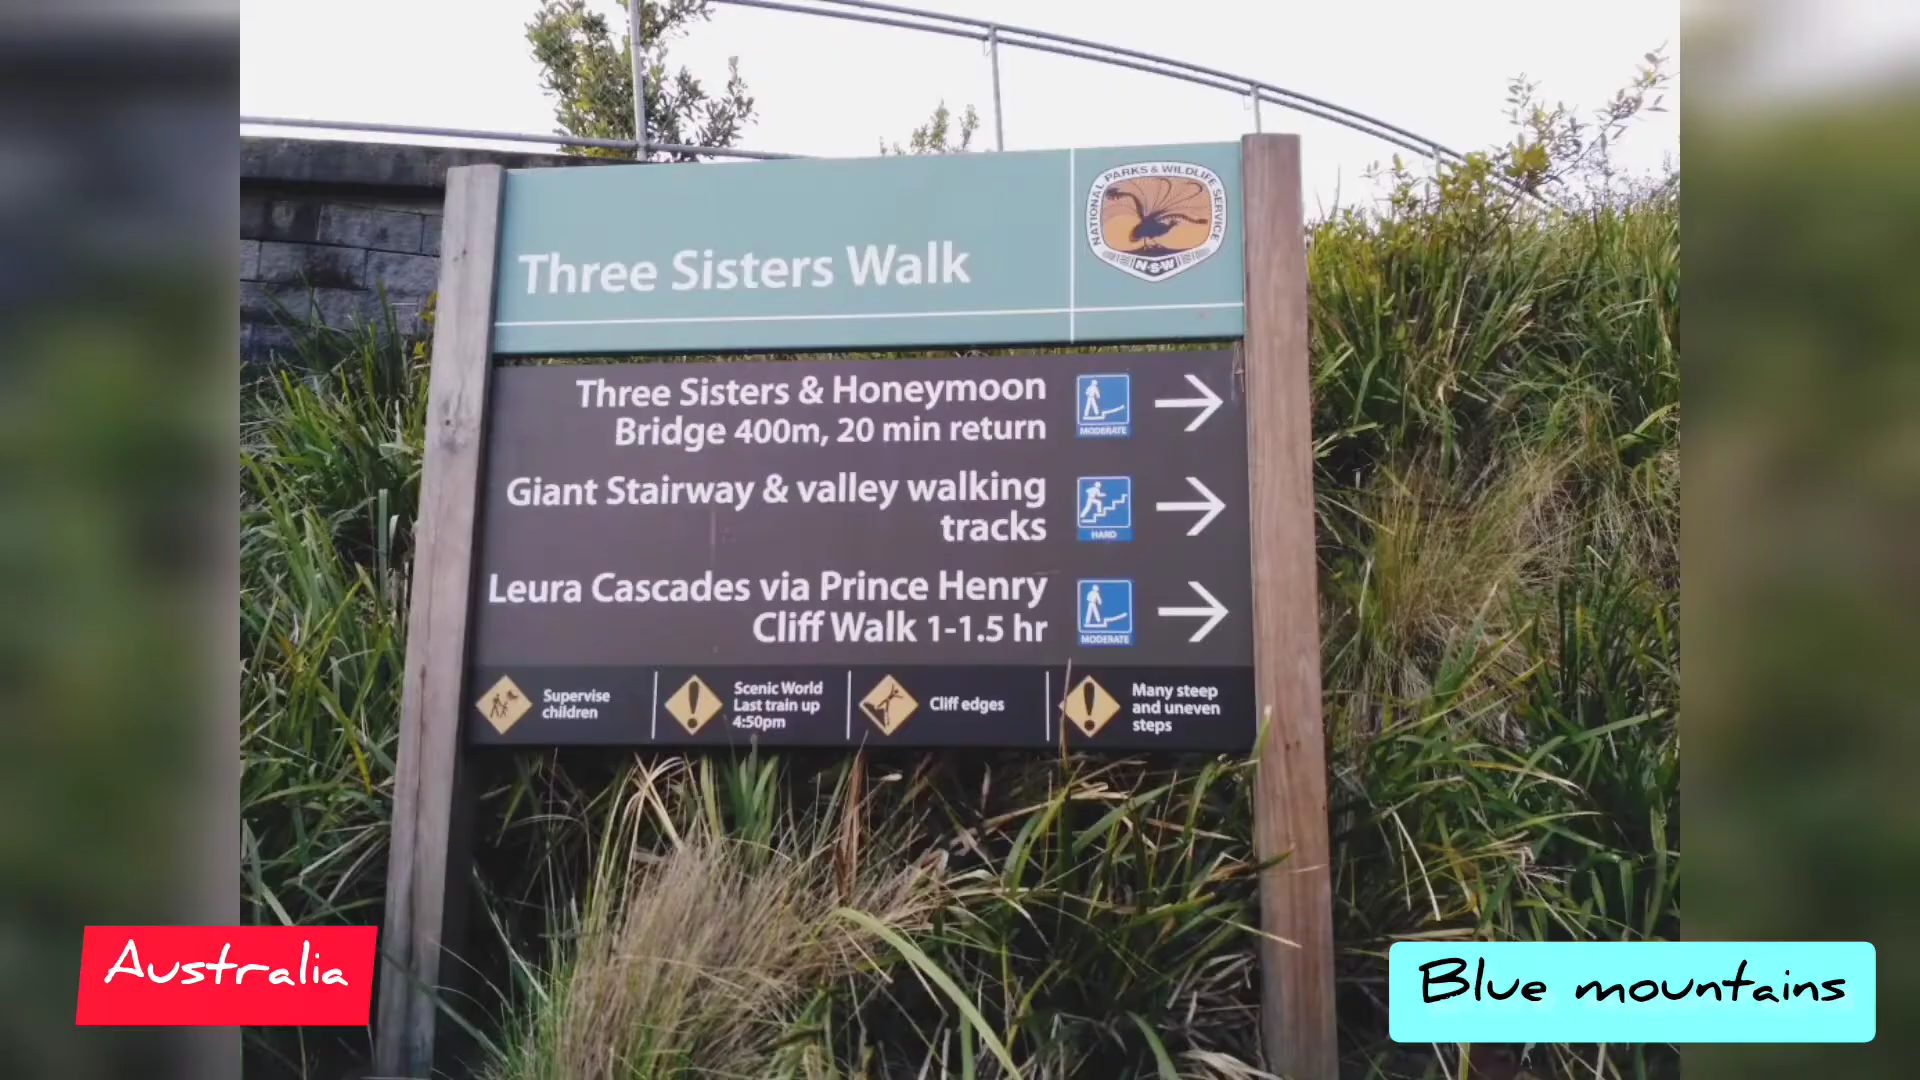 Three Sisters Walk
NATIONAL PARKS & WILDLIFE SERVICE
N·S·W
Three Sisters & Honeymoon
Bridge 400m, 20 min return
MODERATE
Giant Stairway & valley walking
tracks
HARD
Leura Cascades via Prince Henry
Cliff Walk 1-1.5 hr
MODERATE
Supervise
children
Scenic World
Last train up
4:50pm
Cliff edges
Many steep
and uneven
steps
Australia
Blue mountains